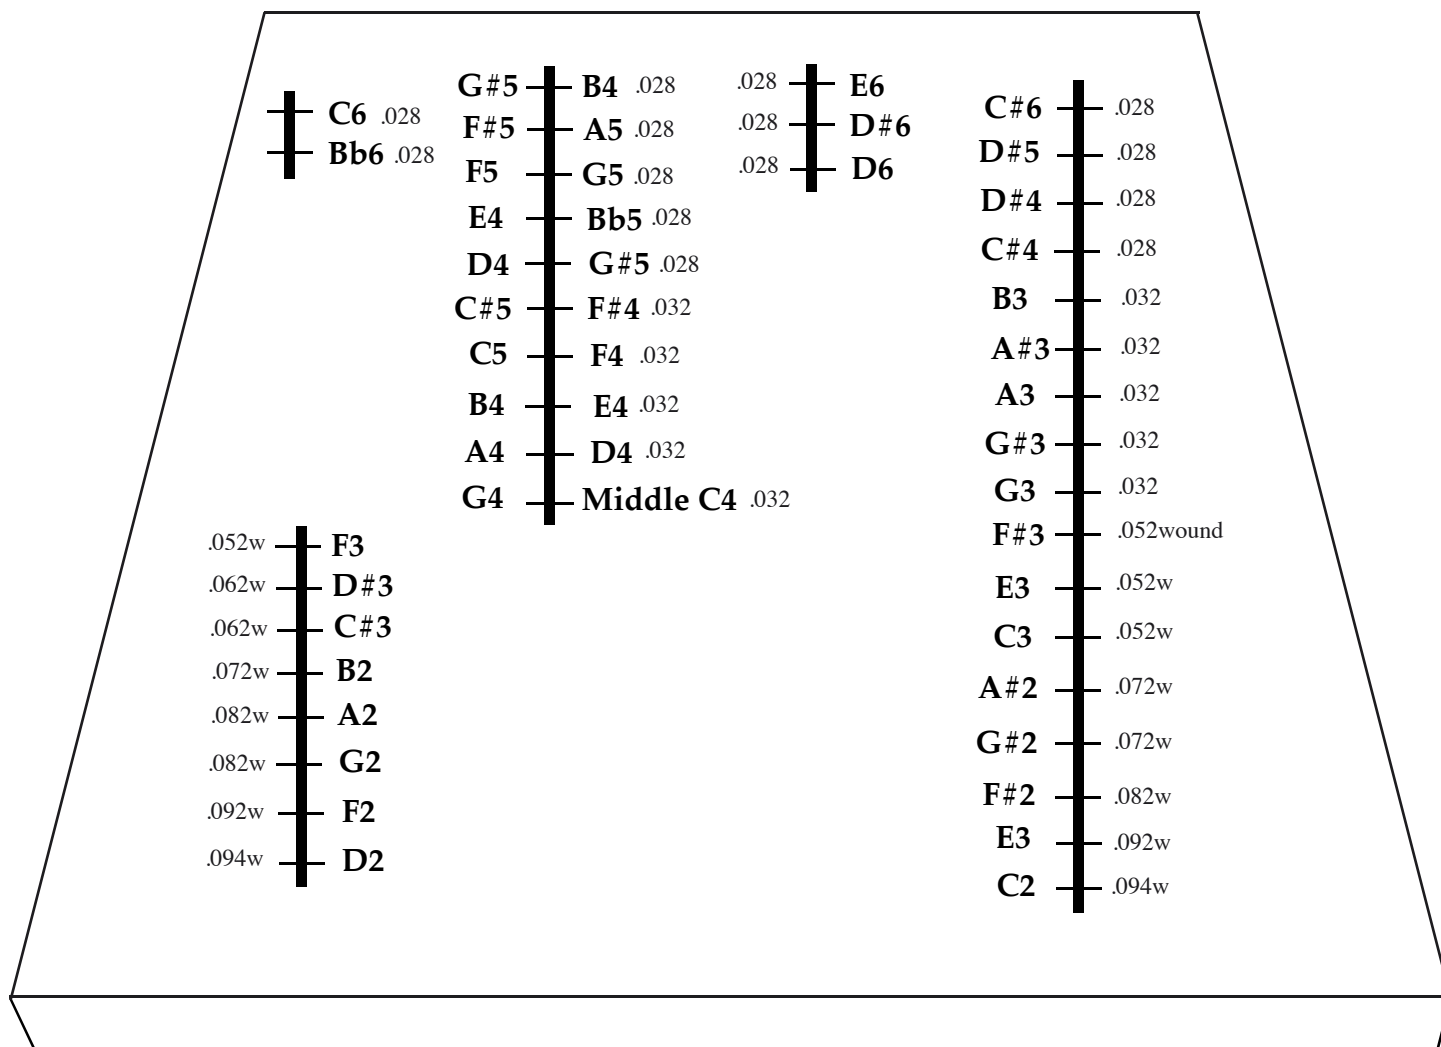 C6 .028
Bb6 .028
G#5 B4 .028
F#5 A5 .028
F5 G5 .028
E4 Bb5 .028
D4 G#5 .028
C#5 F#4 .032
C5 F4 .032
B4 E4 .032
A4 D4 .032
G4 Middle C4 .032
.028 E6
.028 D#6
.028 D6
C#6 .028
D#5 .028
D#4 .028
C#4 .028
B3 .032
A#3 .032
A3 .032
G#3 .032
G3 .032
F#3 .052wound
E3 .052w
C3 .052w
A#2 .072w
G#2 .072w
F#2 .082w
E3 .092w
C2 .094w
.052w F3
.062w D#3
.062w C#3
.072w B2
.082w A2
.082w G2
.092w F2
.094w D2